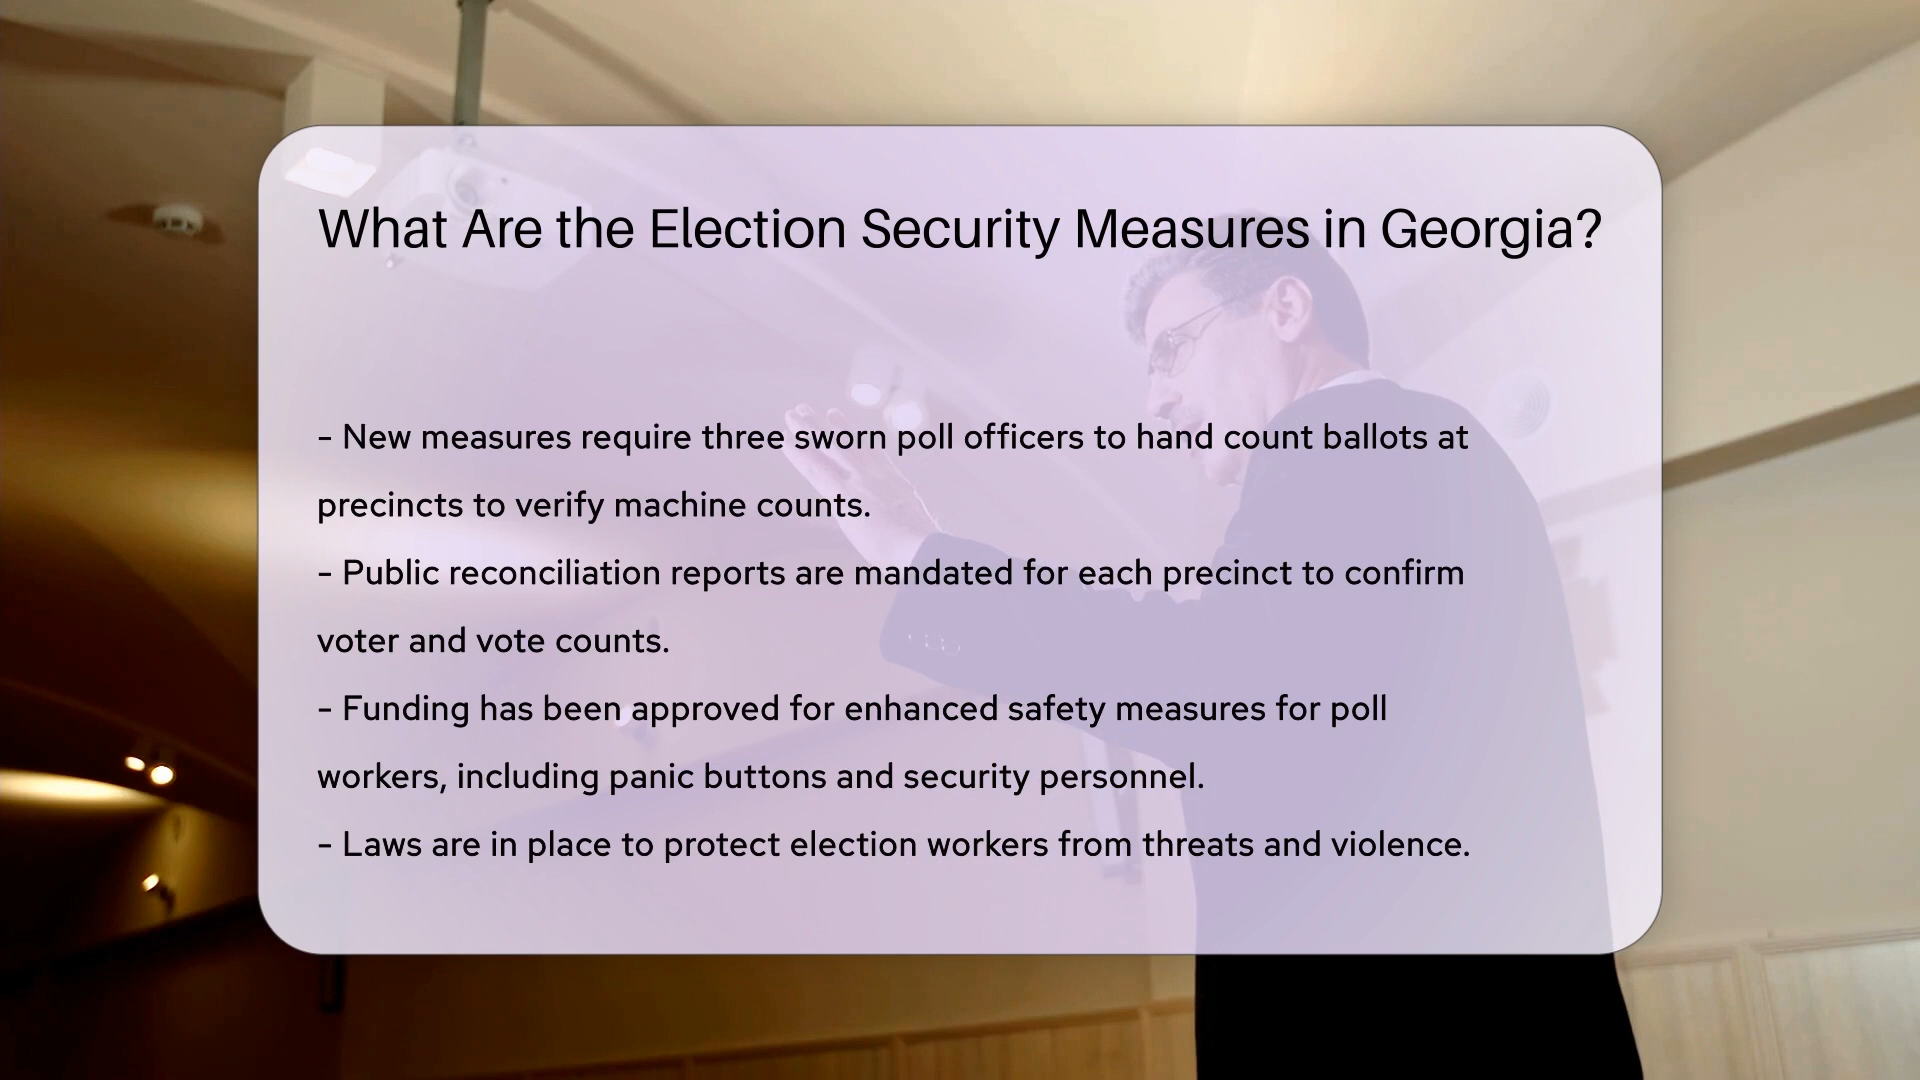 What Are the Election Security Measures in Georgia?
- New measures require three sworn poll officers to hand count ballots at
precincts to verify machine counts.
- Public reconciliation reports are mandated for each precinct to confirm
voter and vote counts.
- Funding has been approved for enhanced safety measures for poll
workers, including panic buttons and security personnel.
- Laws are in place to protect election workers from threats and violence.